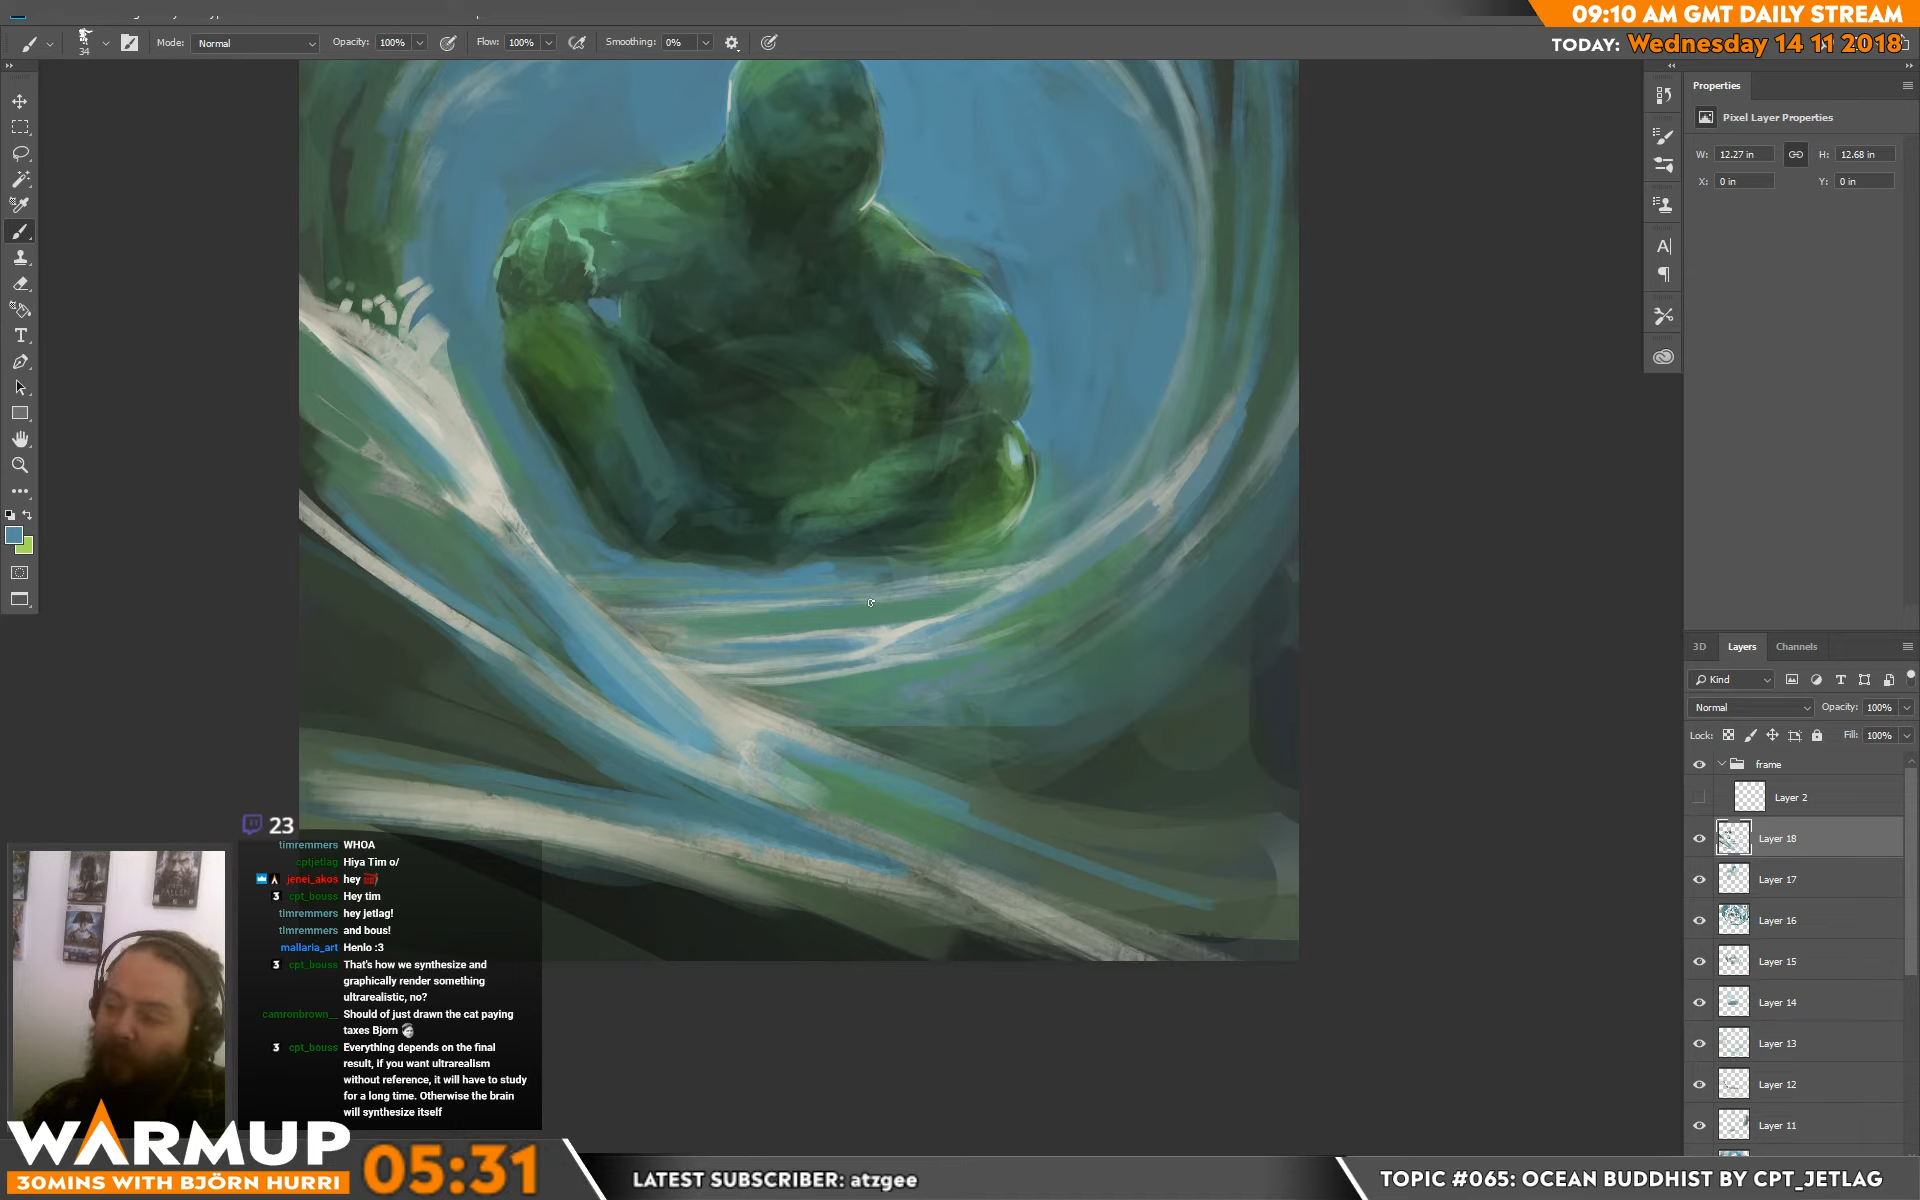 09:10 AM GMT DAILY STREAM
TODAY: Wednesday 14 11 2018
34
Mode: Normal
Opacity: 100%
Flow: 100%
Smoothing: 0%
Properties
Pixel Layer Properties
W: 12.27 in
H: 12.68 in
X: 0 in
Y: 0 in
3D
Layers
Channels
Kind
Normal
Opacity: 100%
Lock:
Fill: 100%
frame
Layer 2
Layer 18
Layer 17
Layer 16
Layer 15
Layer 14
Layer 13
Layer 12
Layer 11
23
timremmers WHOA
cptjetlag Hiya Tim o/
jenei_akos hey
3 cpt_bouss Hey tim
timremmers hey jetlag!
timremmers and bous!
mallaria_art Henlo :3
3 cpt_bouss That's how we synthesize and
graphically render something
ultrarealistic, no?
camronbrown__ Should of just drawn the cat paying
taxes Bjorn
3 cpt_bouss Everything depends on the final
result, if you want ultrarealism
without reference, it will have to study
for a long time. Otherwise the brain
will synthesize itself
FALLEN
WARMUP
30MINS WITH BJÖRN HURRI
05:31
LATEST SUBSCRIBER: atzgee
TOPIC #065: OCEAN BUDDHIST BY CPT_JETLAG